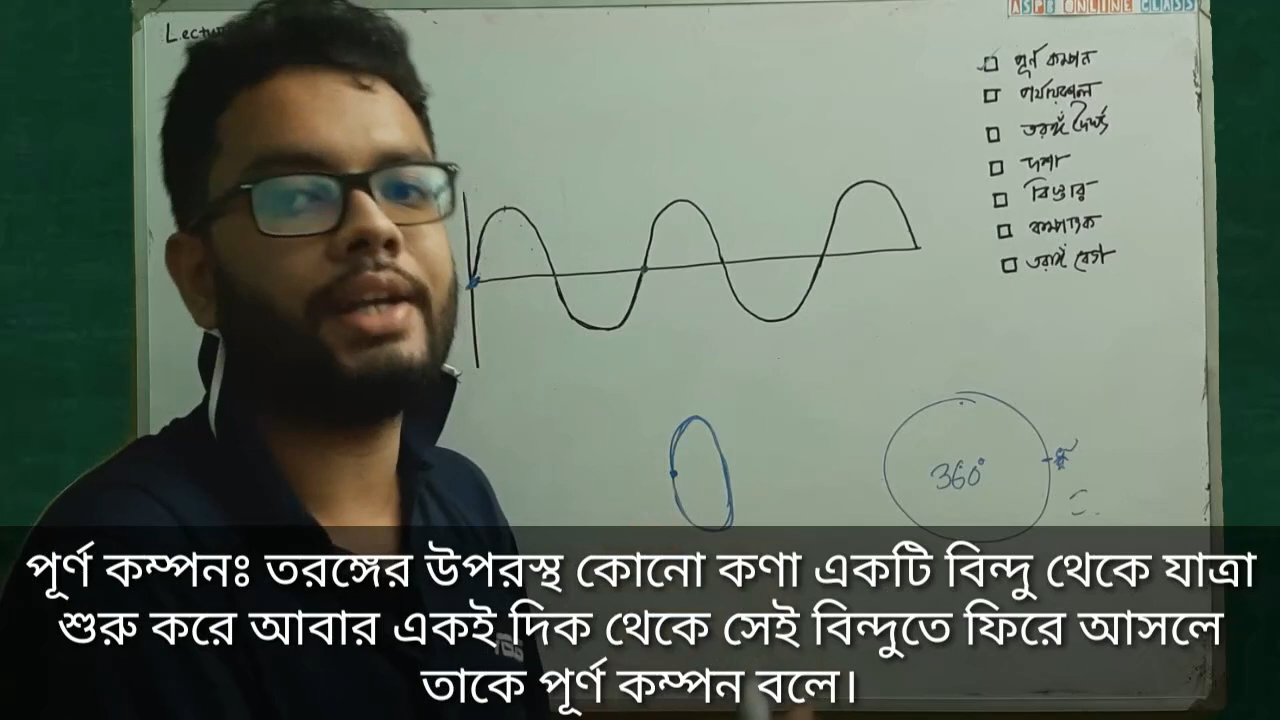 Lectu
ASPB ONLINE CLASS
পূর্ণ কম্পন
পর্যায়কাল
তরঙ্গ দৈর্ঘ্য
দশা
বিস্তার
কম্পাঙ্ক
তরঙ্গ বেগ
360°
পূর্ণ কম্পনঃ তরঙ্গের উপরস্থ কোনো কণা একটি বিন্দু থেকে যাত্রা
শুরু করে আবার একই দিক থেকে সেই বিন্দুতে ফিরে আসলে
তাকে পূর্ণ কম্পন বলে।